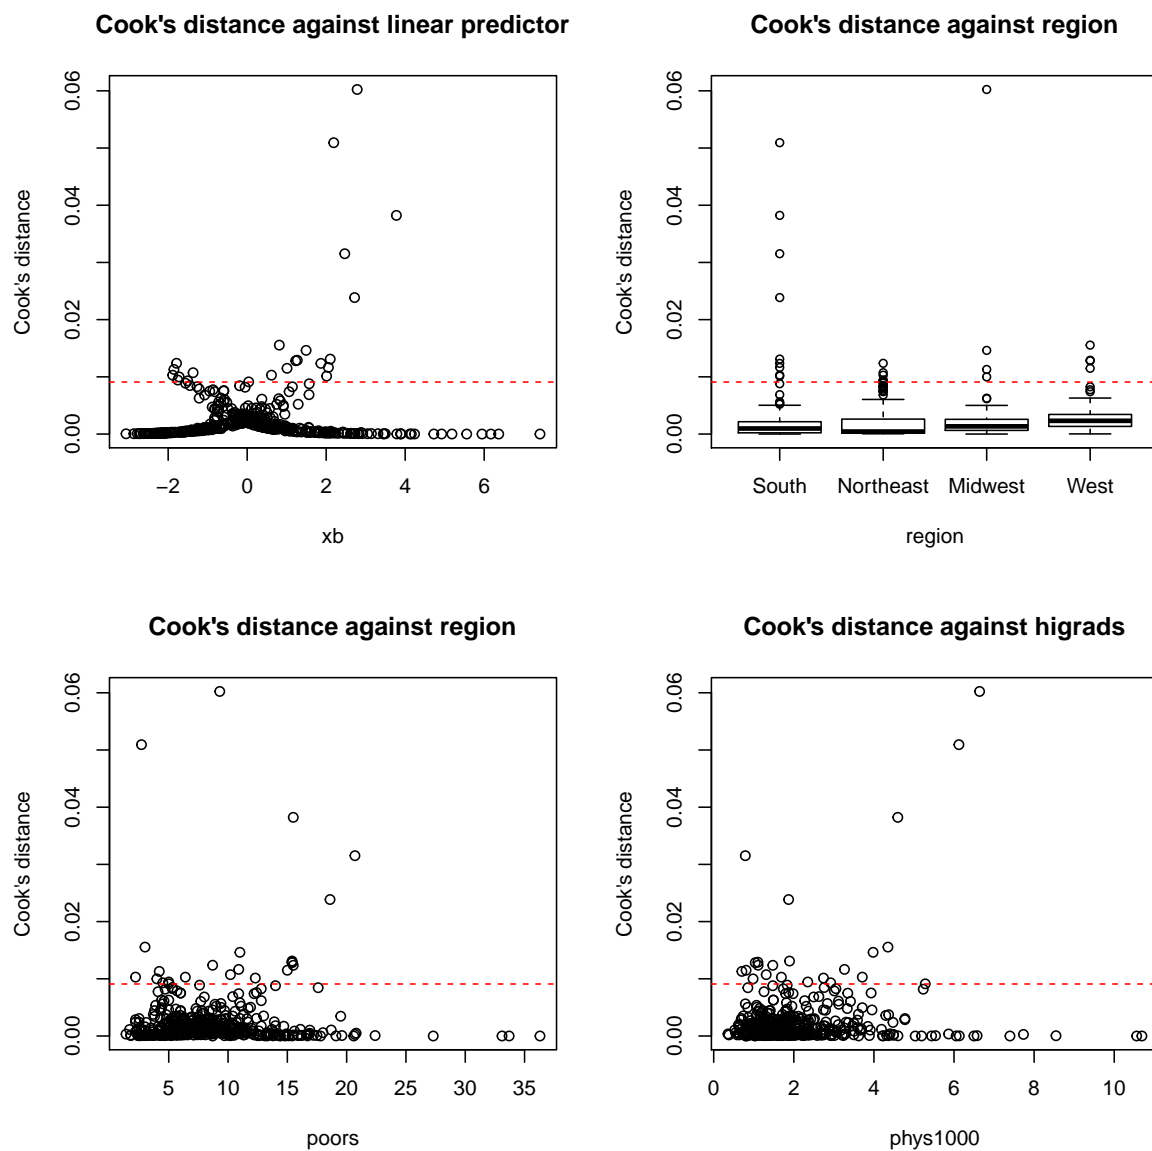 Cook's distance against linear predictor
Cook's distance
0.00 0.02 0.04 0.06
−2 0 2 4 6
xb
Cook's distance against region
Cook's distance
0.00 0.02 0.04 0.06
South Northeast Midwest West
region
Cook's distance against region
Cook's distance
0.00 0.02 0.04 0.06
5 10 15 20 25 30 35
poors
Cook's distance against higrads
Cook's distance
0.00 0.02 0.04 0.06
0 2 4 6 8 10
phys1000